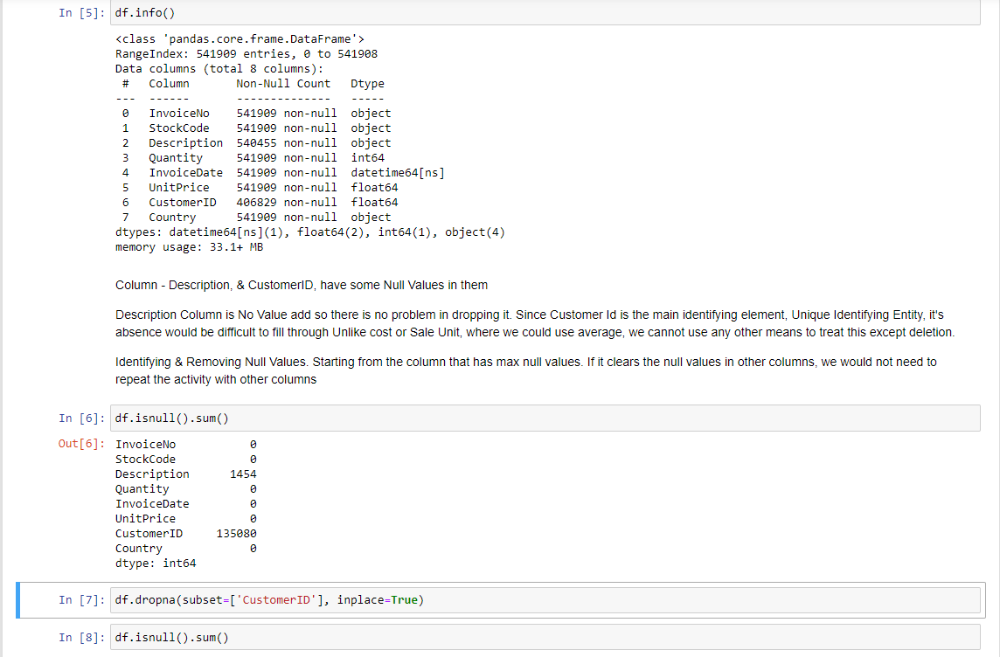 In [5]: df.info()
<class 'pandas.core.frame.DataFrame'>
RangeIndex: 541909 entries, 0 to 541908
Data columns (total 8 columns):
 #   Column       Non-Null Count   Dtype
---  ------       --------------   -----
 0   InvoiceNo    541909 non-null  object
 1   StockCode    541909 non-null  object
 2   Description  540455 non-null  object
 3   Quantity     541909 non-null  int64
 4   InvoiceDate  541909 non-null  datetime64[ns]
 5   UnitPrice    541909 non-null  float64
 6   CustomerID   406829 non-null  float64
 7   Country      541909 non-null  object
dtypes: datetime64[ns](1), float64(2), int64(1), object(4)
memory usage: 33.1+ MB
Column - Description, & CustomerID, have some Null Values in them
Description Column is No Value add so there is no problem in dropping it. Since Customer Id is the main identifying element, Unique Identifying Entity, it's
absence would be difficult to fill through Unlike cost or Sale Unit, where we could use average, we cannot use any other means to treat this except deletion.
Identifying & Removing Null Values. Starting from the column that has max null values. If it clears the null values in other columns, we would not need to
repeat the activity with other columns
In [6]: df.isnull().sum()
Out[6]: InvoiceNo           0
StockCode           0
Description      1454
Quantity            0
InvoiceDate         0
UnitPrice           0
CustomerID     135080
Country             0
dtype: int64
In [7]: df.dropna(subset=['CustomerID'], inplace=True)
In [8]: df.isnull().sum()